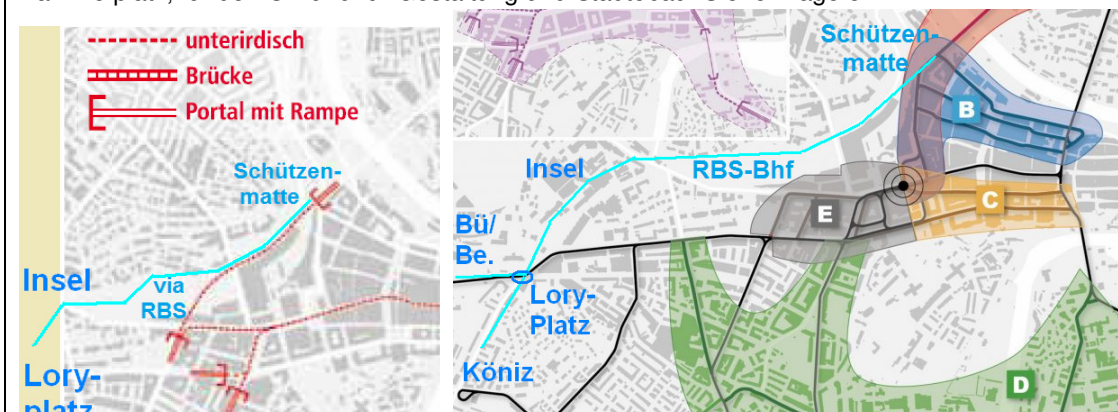 unterirdisch
Brücke
Portal mit Rampe
Schützen-
matte
Insel
via
RBS
Lory-
platz
Schützen-
matte
B
Insel
RBS-Bhf
E
C
Bü/
Be.
Lory-
Platz
Köniz
D